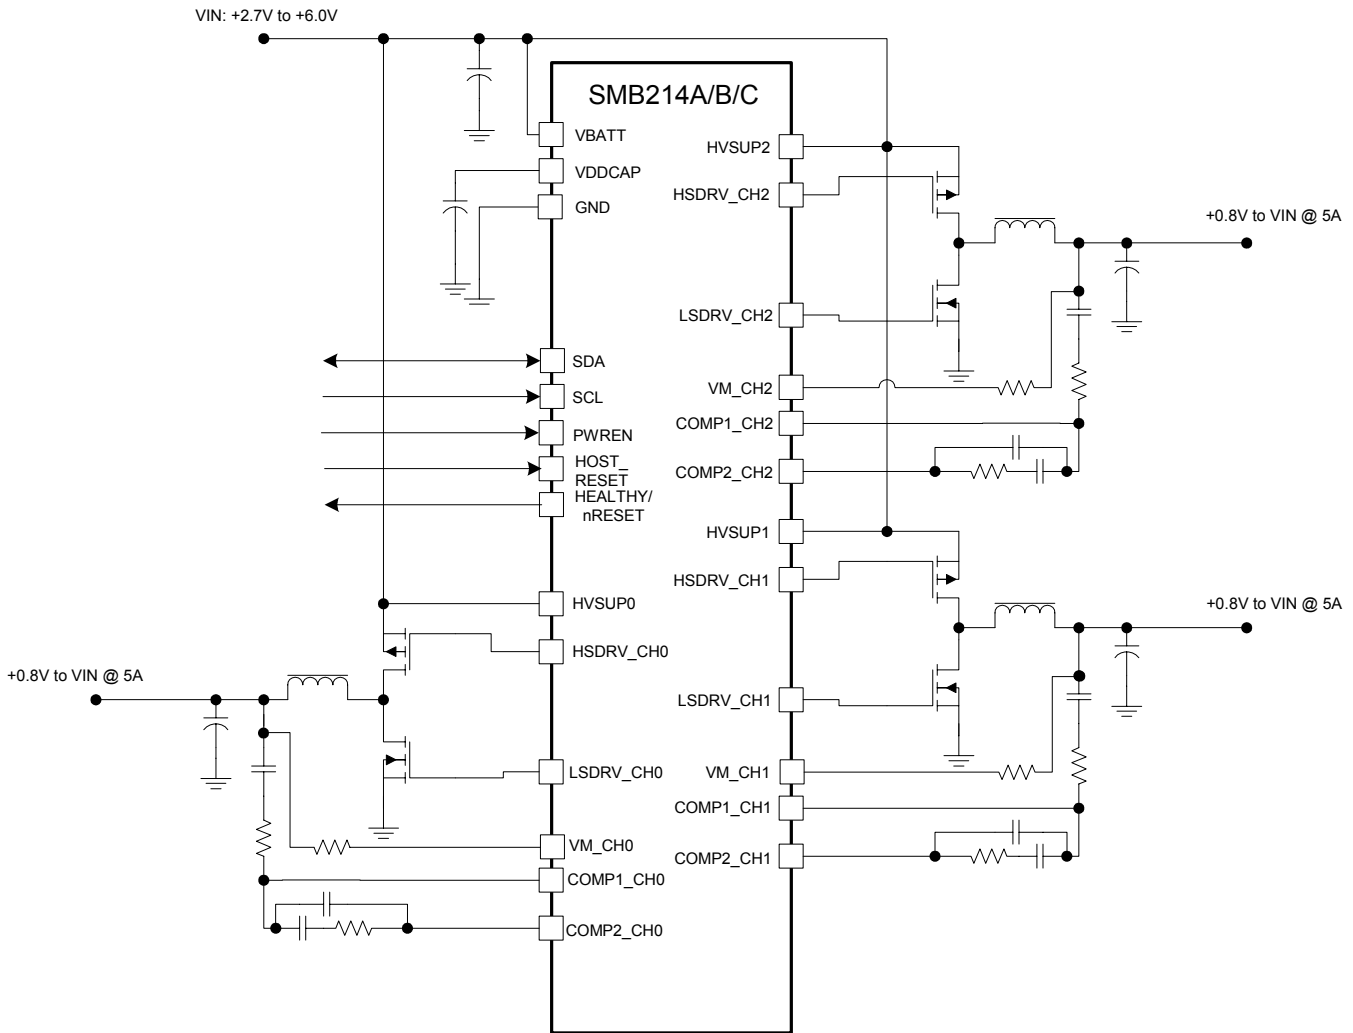 VIN: +2.7V to +6.0V
SMB214A/B/C
VBATT
VDDCAP
GND
SDA
SCL
PWREN
HOST_
RESET
HEALTHY/
nRESET
HVSUP0
HSDRV_CH0
LSDRV_CH0
VM_CH0
COMP1_CH0
COMP2_CH0
+0.8V to VIN @ 5A
HVSUP2
HSDRV_CH2
LSDRV_CH2
VM_CH2
COMP1_CH2
COMP2_CH2
+0.8V to VIN @ 5A
HVSUP1
HSDRV_CH1
LSDRV_CH1
VM_CH1
COMP1_CH1
COMP2_CH1
+0.8V to VIN @ 5A